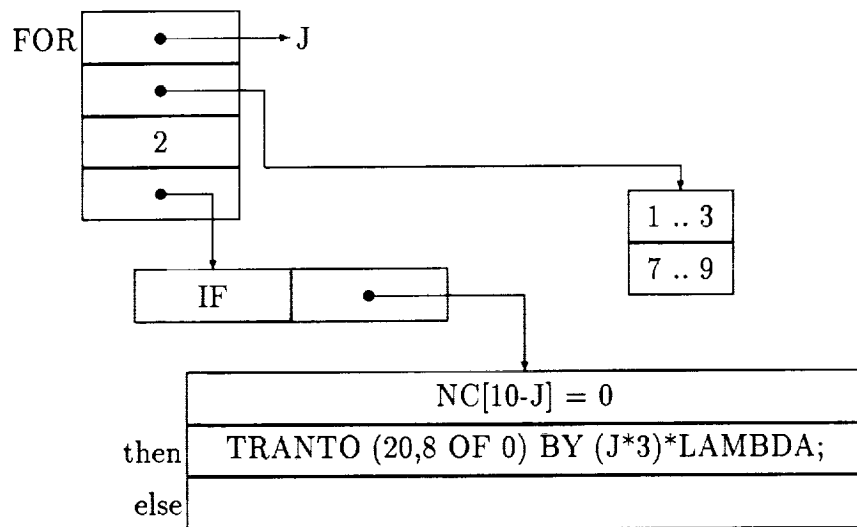 FOR J
2
1 .. 3
7 .. 9
IF
NC[10-J] = 0
then TRANTO (20,8 OF 0) BY (J*3)*LAMBDA;
else